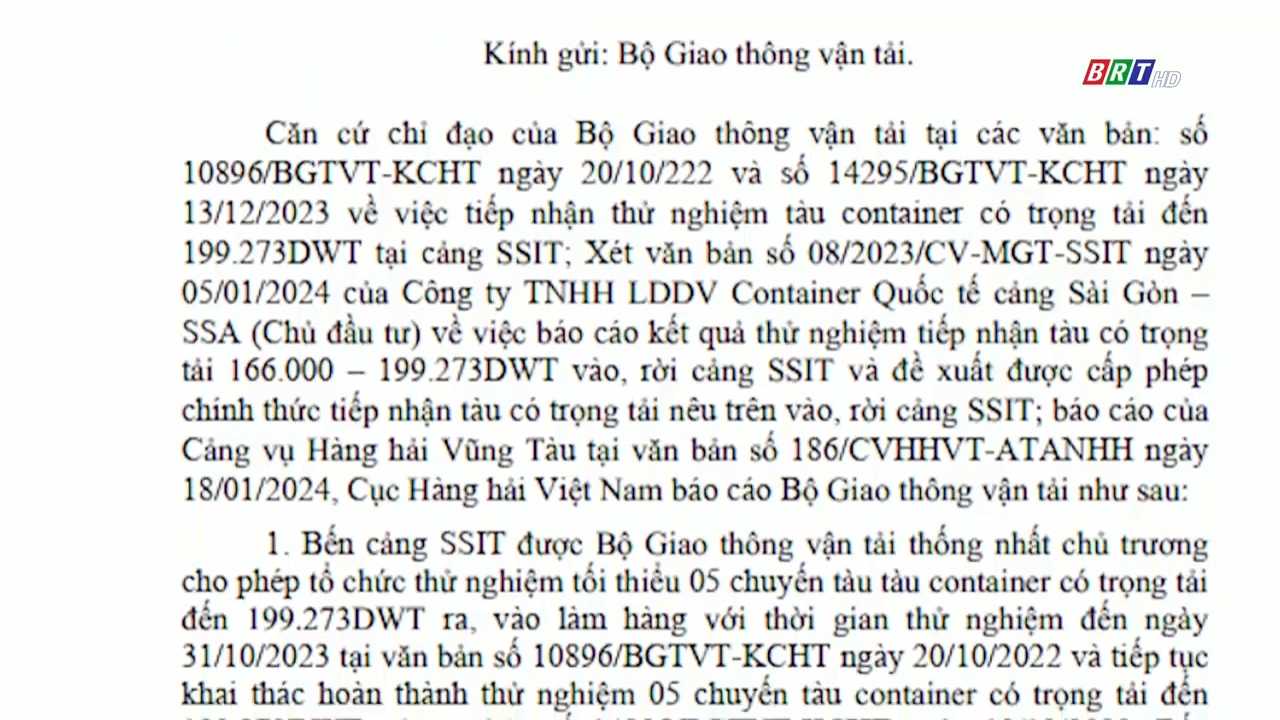 Kính gửi: Bộ Giao thông vận tải.
BRT HD
Căn cứ chỉ đạo của Bộ Giao thông vận tải tại các văn bản: số
10896/BGTVT-KCHT ngày 20/10/222 và số 14295/BGTVT-KCHT ngày
13/12/2023 về việc tiếp nhận thử nghiệm tàu container có trọng tải đến
199.273DWT tại cảng SSIT; Xét văn bản số 08/2023/CV-MGT-SSIT ngày
05/01/2024 của Công ty TNHH LDDV Container Quốc tế cảng Sài Gòn –
SSA (Chủ đầu tư) về việc báo cáo kết quả thử nghiệm tiếp nhận tàu có trọng
tải 166.000 – 199.273DWT vào, rời cảng SSIT và đề xuất được cấp phép
chính thức tiếp nhận tàu có trọng tải nêu trên vào, rời cảng SSIT; báo cáo của
Cảng vụ Hàng hải Vũng Tàu tại văn bản số 186/CVHHVT-ATANHH ngày
18/01/2024, Cục Hàng hải Việt Nam báo cáo Bộ Giao thông vận tải như sau:
1. Bến cảng SSIT được Bộ Giao thông vận tải thống nhất chủ trương
cho phép tổ chức thử nghiệm tối thiểu 05 chuyến tàu tàu container có trọng tải
đến 199.273DWT ra, vào làm hàng với thời gian thử nghiệm đến ngày
31/10/2023 tại văn bản số 10896/BGTVT-KCHT ngày 20/10/2022 và tiếp tục
khai thác hoàn thành thử nghiệm 05 chuyến tàu container có trọng tải đến